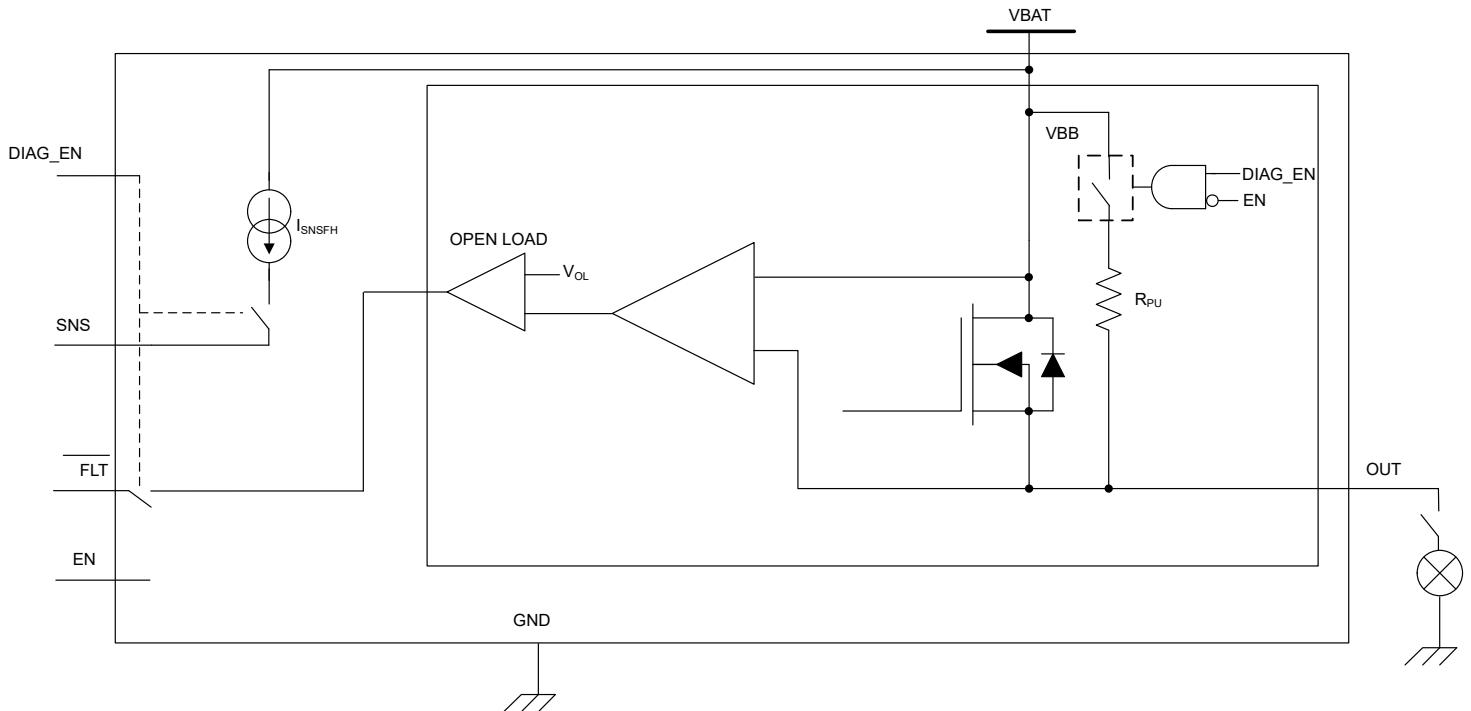 VBAT
DIAG_EN
VBB
DIAG_EN
EN
ISNSFH
OPEN LOAD
VOL
RPU
SNS
FLT
OUT
EN
GND